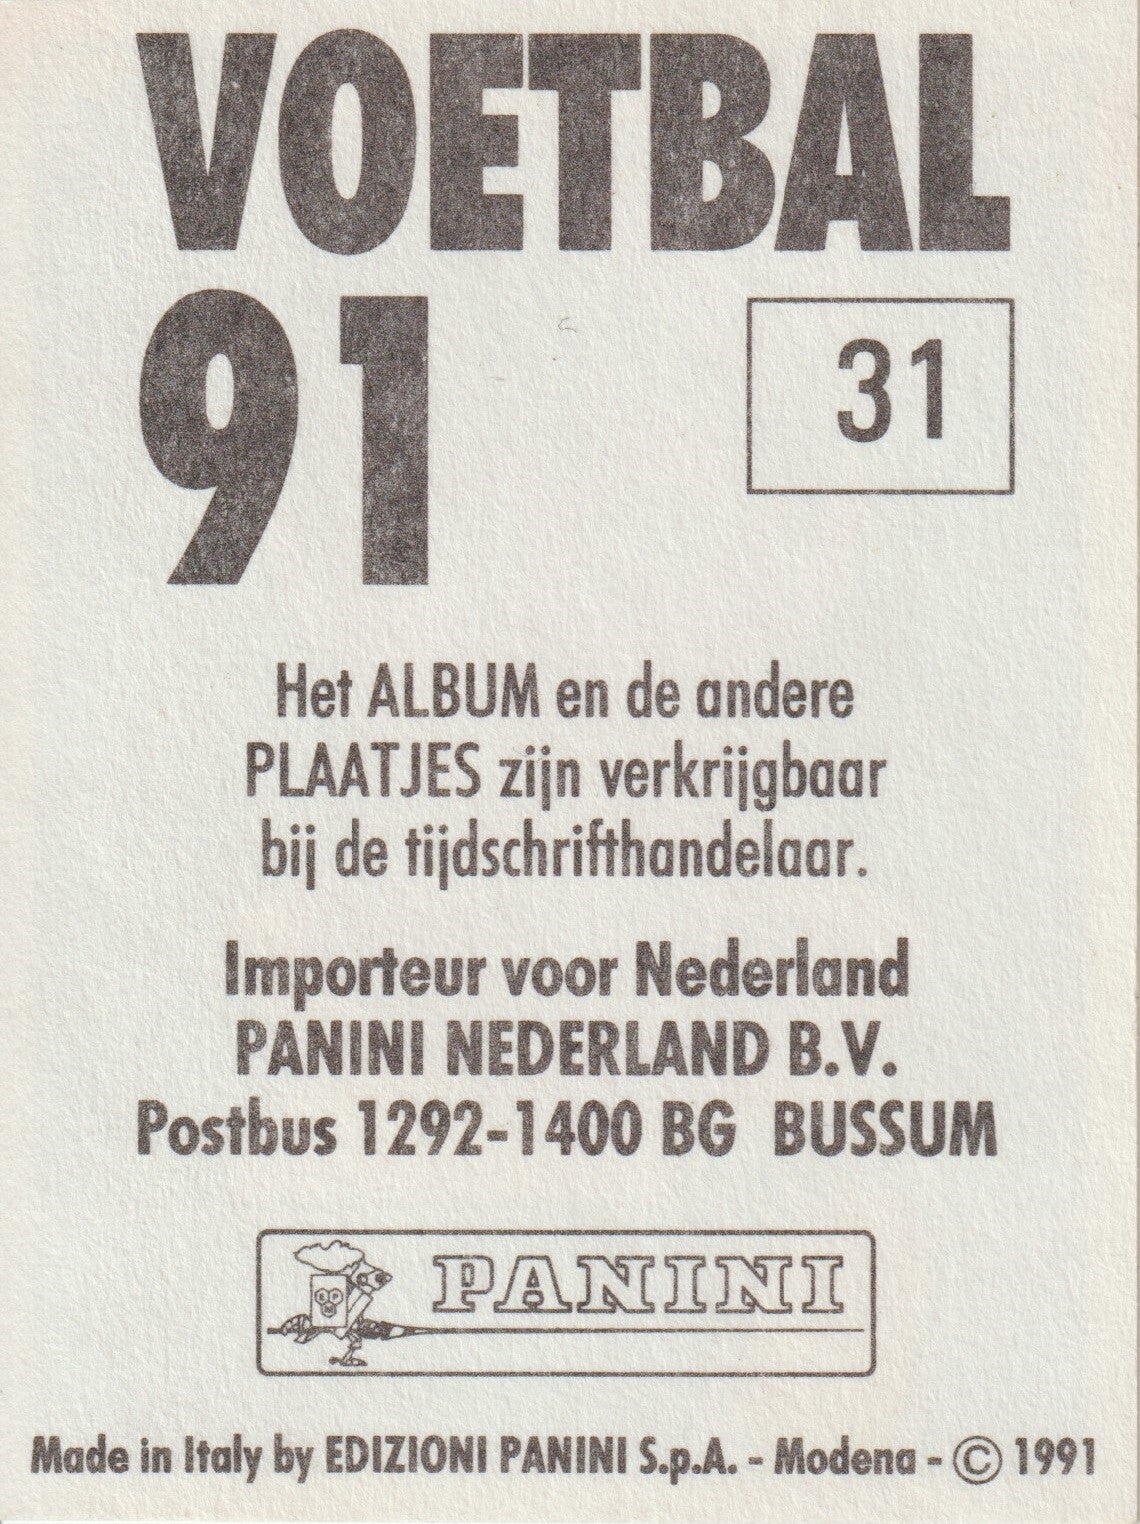 VOETBAL
91
31
Het ALBUM en de andere
PLAATJES zijn verkrijgbaar
bij de tijdschrifthandelaar.
Importeur voor Nederland
PANINI NEDERLAND B.V.
Postbus 1292-1400 BG BUSSUM
PANINI
Made in Italy by EDIZIONI PANINI S.p.A. - Modena - © 1991